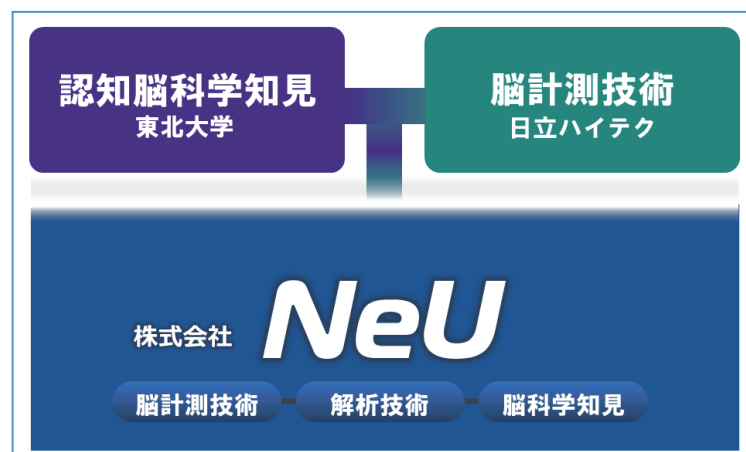 認知脳科学知見
東北大学
脳計測技術
日立ハイテク
株式会社 NeU
脳計測技術 解析技術 脳科学知見